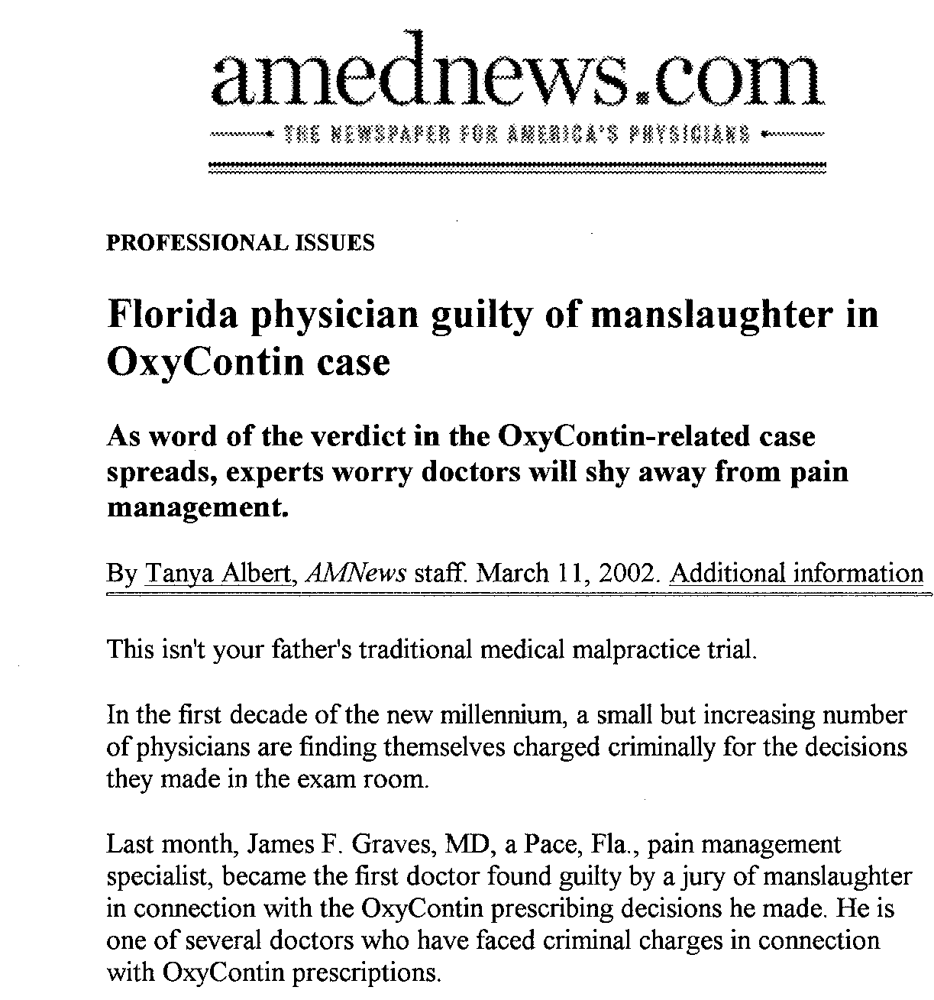 amednews.com
THE NEWSPAPER FOR AMERICA'S PHYSICIANS
PROFESSIONAL ISSUES
Florida physician guilty of manslaughter in
OxyContin case
As word of the verdict in the OxyContin-related case
spreads, experts worry doctors will shy away from pain
management.
By Tanya Albert, AMNews staff. March 11, 2002. Additional information
This isn't your father's traditional medical malpractice trial.
In the first decade of the new millennium, a small but increasing number
of physicians are finding themselves charged criminally for the decisions
they made in the exam room.
Last month, James F. Graves, MD, a Pace, Fla., pain management
specialist, became the first doctor found guilty by a jury of manslaughter
in connection with the OxyContin prescribing decisions he made. He is
one of several doctors who have faced criminal charges in connection
with OxyContin prescriptions.